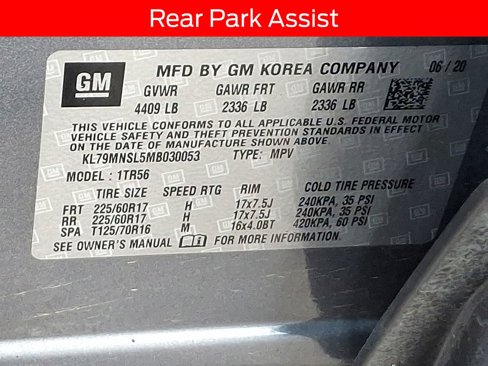 Rear Park Assist
GM MFD BY GM KOREA COMPANY 06/20
GVWR GAWR FRT GAWR RR
4409 LB 2336 LB 2336 LB
THIS VEHICLE CONFORMS TO ALL APPLICABLE U.S. FEDERAL MOTOR
VEHICLE SAFETY, BUMPER, AND THEFT PREVENTION STANDARDS IN
EFFECT ON THE DATE OF MANUFACTURE SHOWN ABOVE.
KL79MNSL5MB030053 TYPE: MPV
MODEL: 1TR56
TIRE SIZE SPEED RTG RIM COLD TIRE PRESSURE
FRT 225/60R17 H 17x7.5J 240KPA, 35 PSI
RR 225/60R17 H 17x7.5J 240KPA, 35 PSI
SPA T125/70R16 M 16x4.0BT 420KPA, 60 PSI
SEE OWNER'S MANUAL FOR MORE INFORMATION.